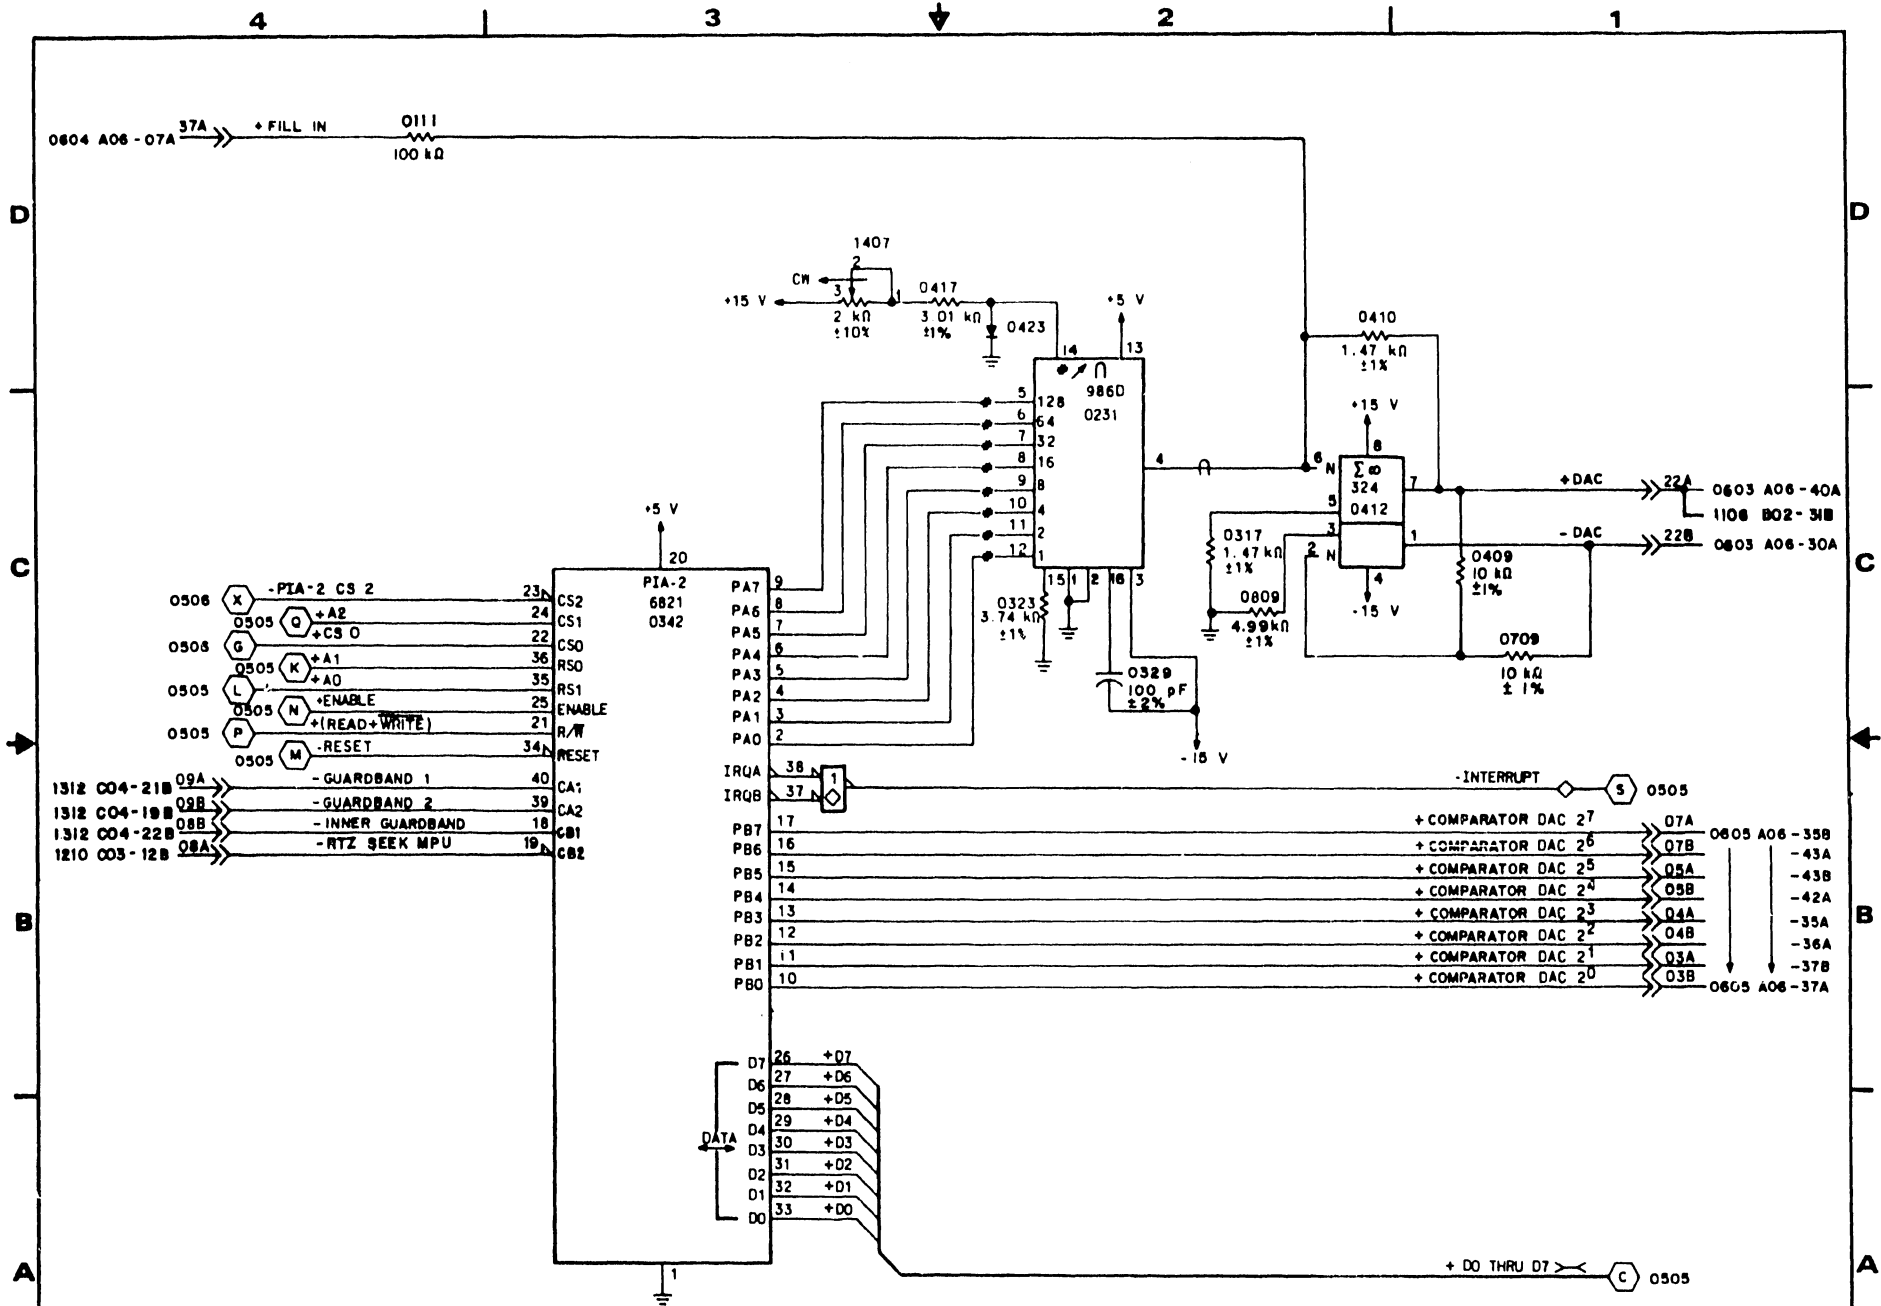 4 3 2 1
0604 A06-07A 37A + FILL IN 0111
100 kΩ
D D
1407
2
CW
+15 V 3 1 0417 +5 V
2 kΩ 3.01 kΩ 0423
±10% ±1%
0410
1.47 kΩ
±1%
14 13
986D
0231
5 128
6 64
7 32
8 16
9 8
10 4
11 2
12 1
4
15 1 2 16 3
0323
3.74 kΩ
±1%
0329
100 pF
±2%
-15 V
+15 V
8
6 N Σ∞ 7
324
5 0412
3 1
2 N
4
-15 V
0317
1.47 kΩ
±1%
0809
4.99kΩ
±1%
0409
10 kΩ
±1%
0709
10 kΩ
± 1%
+DAC 22A 0603 A06-40A
1106 B02-31B
- DAC 22B 0603 A06-30A
C C
+5 V
20
PIA-2
6821
0342
0506 X -PIA-2 CS 2 23 CS2
0505 Q +A2 24 CS1
0506 G +CS 0 22 CS0
0505 K +A1 36 RS0
0505 L +A0 35 RS1
0505 N +ENABLE 25 ENABLE
0505 P +(READ+WRITE) 21 R/W
0505 M -RESET 34 RESET
1312 C04-21B 09A - GUARDBAND 1 40 CA1
1312 C04-19B 09B - GUARDBAND 2 39 CA2
1312 C04-22B 08B - INNER GUARDBAND 18 CB1
1210 C03-12B 08A -RTZ SEEK MPU 19 CB2
PA7 9
PA6 8
PA5 7
PA4 6
PA3 5
PA2 4
PA1 3
PA0 2
IRQA 38 1
IRQB 37
-INTERRUPT S 0505
PB7 17 + COMPARATOR DAC 2⁷ 07A 0605 A06-35B
PB6 16 + COMPARATOR DAC 2⁶ 07B -43A
PB5 15 + COMPARATOR DAC 2⁵ 05A -43B
PB4 14 + COMPARATOR DAC 2⁴ 05B -42A
PB3 13 + COMPARATOR DAC 2³ 04A -35A
PB2 12 + COMPARATOR DAC 2² 04B -36A
PB1 11 + COMPARATOR DAC 2¹ 03A -37B
PB0 10 + COMPARATOR DAC 2⁰ 03B 0605 A06-37A
B B
DATA
D7 26 +D7
D6 27 +D6
D5 28 +D5
D4 29 +D4
D3 30 +D3
D2 31 +D2
D1 32 +D1
D0 33 +D0
1
+ D0 THRU D7 C 0505
A A